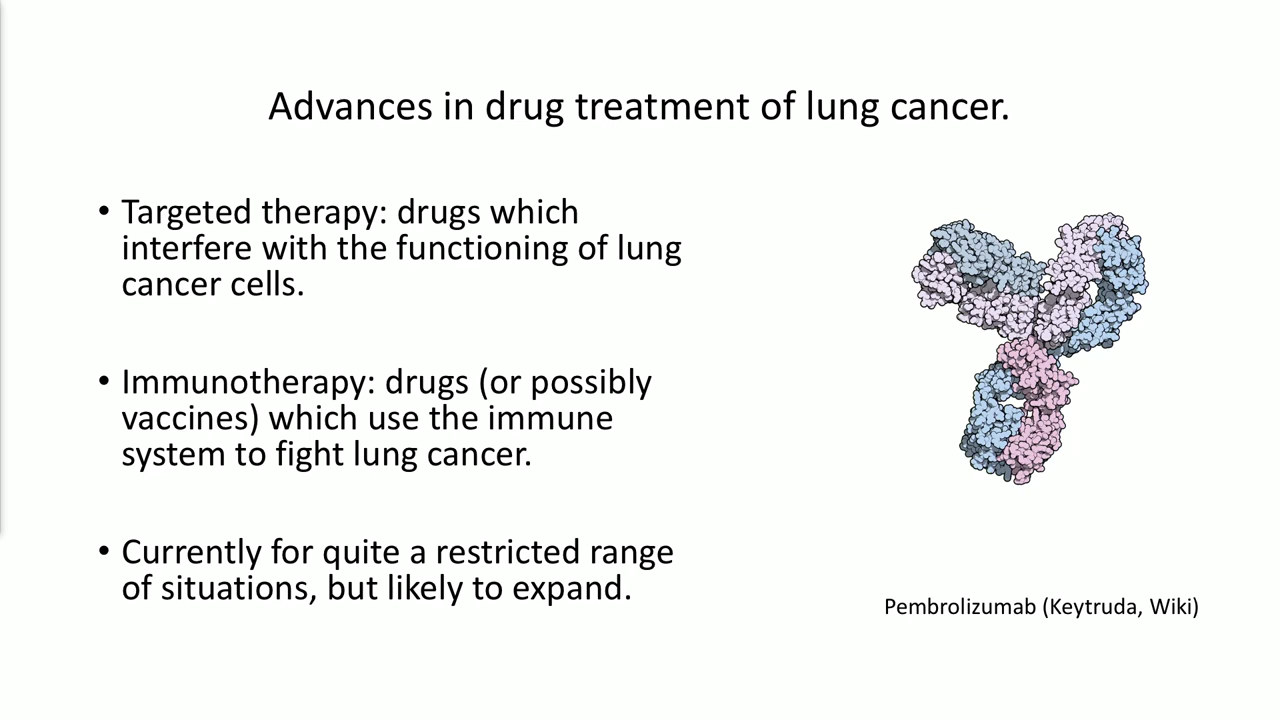 Advances in drug treatment of lung cancer.
• Targeted therapy: drugs which
interfere with the functioning of lung
cancer cells.
• Immunotherapy: drugs (or possibly
vaccines) which use the immune
system to fight lung cancer.
• Currently for quite a restricted range
of situations, but likely to expand.
Pembrolizumab (Keytruda, Wiki)